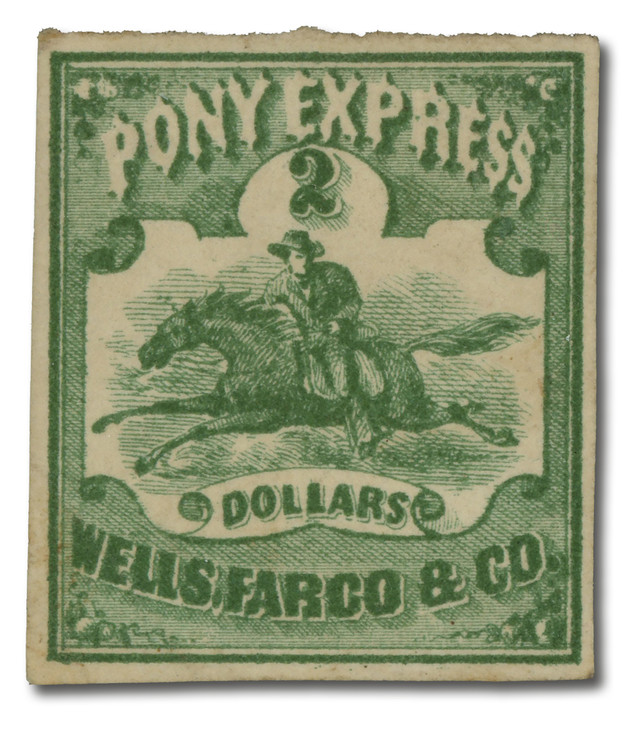 PONY EXPRESS
2
DOLLARS
WELLS, FARGO & CO.